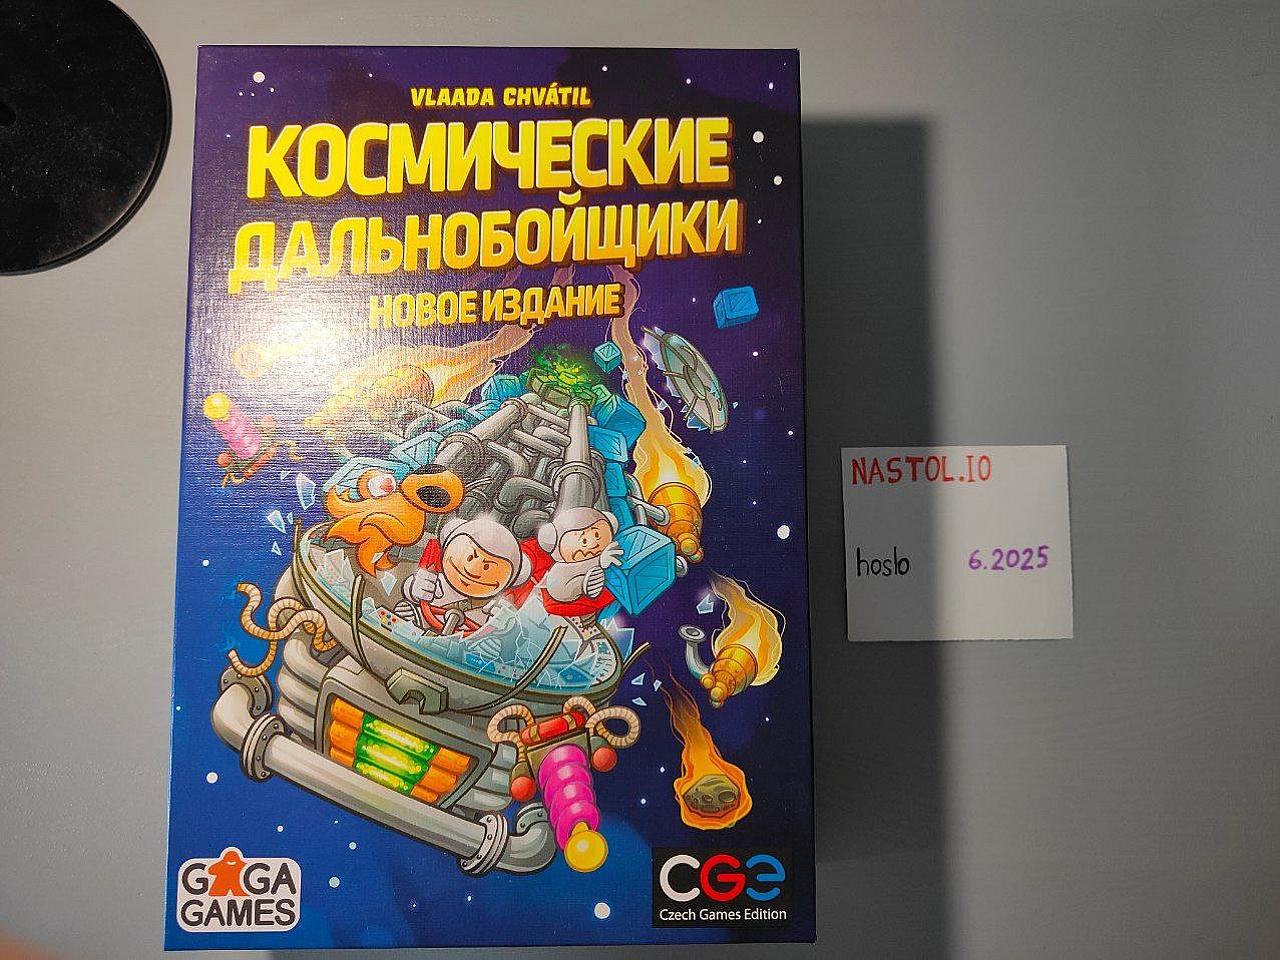 VLAADA CHVÁTIL
КОСМИЧЕСКИЕ
ДАЛЬНОБОЙЩИКИ
НОВОЕ ИЗДАНИЕ
NASTOL.IO
hoslo 6.2025
GAGA
GAMES
CGE
Czech Games Edition